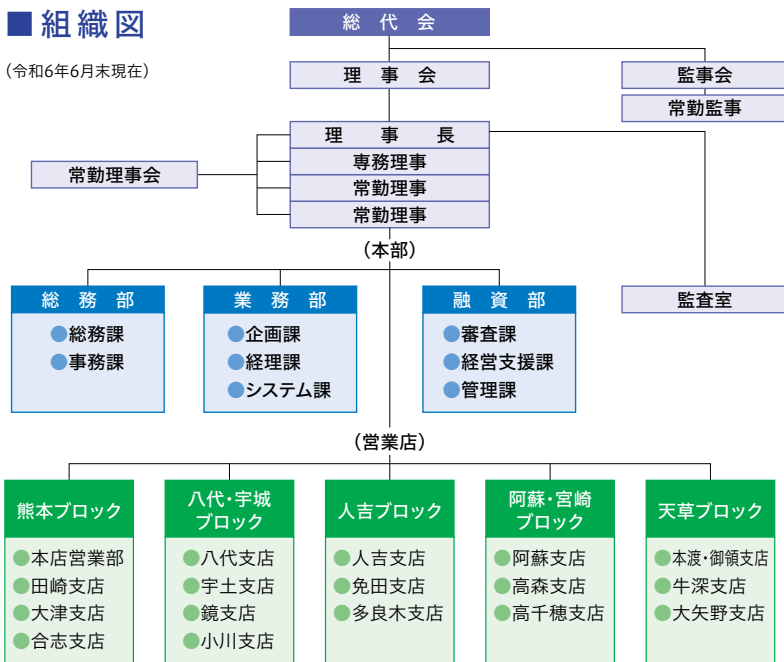 ■組織図
（令和6年6月末現在）
総代会
理事会
監事会
常勤監事
理事長
専務理事
常勤理事
常勤理事
常勤理事会
（本部）
監査室
総務部
●総務課
●事務課
業務部
●企画課
●経理課
●システム課
融資部
●審査課
●経営支援課
●管理課
（営業店）
熊本ブロック
●本店営業部
●田崎支店
●大津支店
●合志支店
八代・宇城
ブロック
●八代支店
●宇土支店
●鏡支店
●小川支店
人吉ブロック
●人吉支店
●免田支店
●多良木支店
阿蘇・宮崎
ブロック
●阿蘇支店
●高森支店
●高千穂支店
天草ブロック
●本渡・御領支店
●牛深支店
●大矢野支店